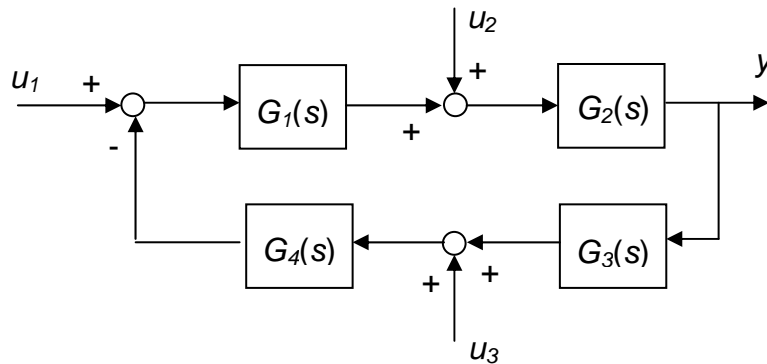 u2
u1
+
+
y
G1(s)
+
G2(s)
-
G4(s)
G3(s)
+
+
u3